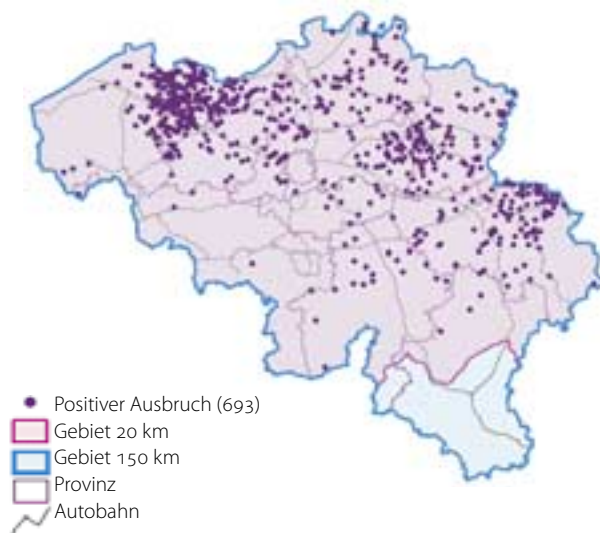 Positiver Ausbruch (693)
Gebiet 20 km
Gebiet 150 km
Provinz
Autobahn